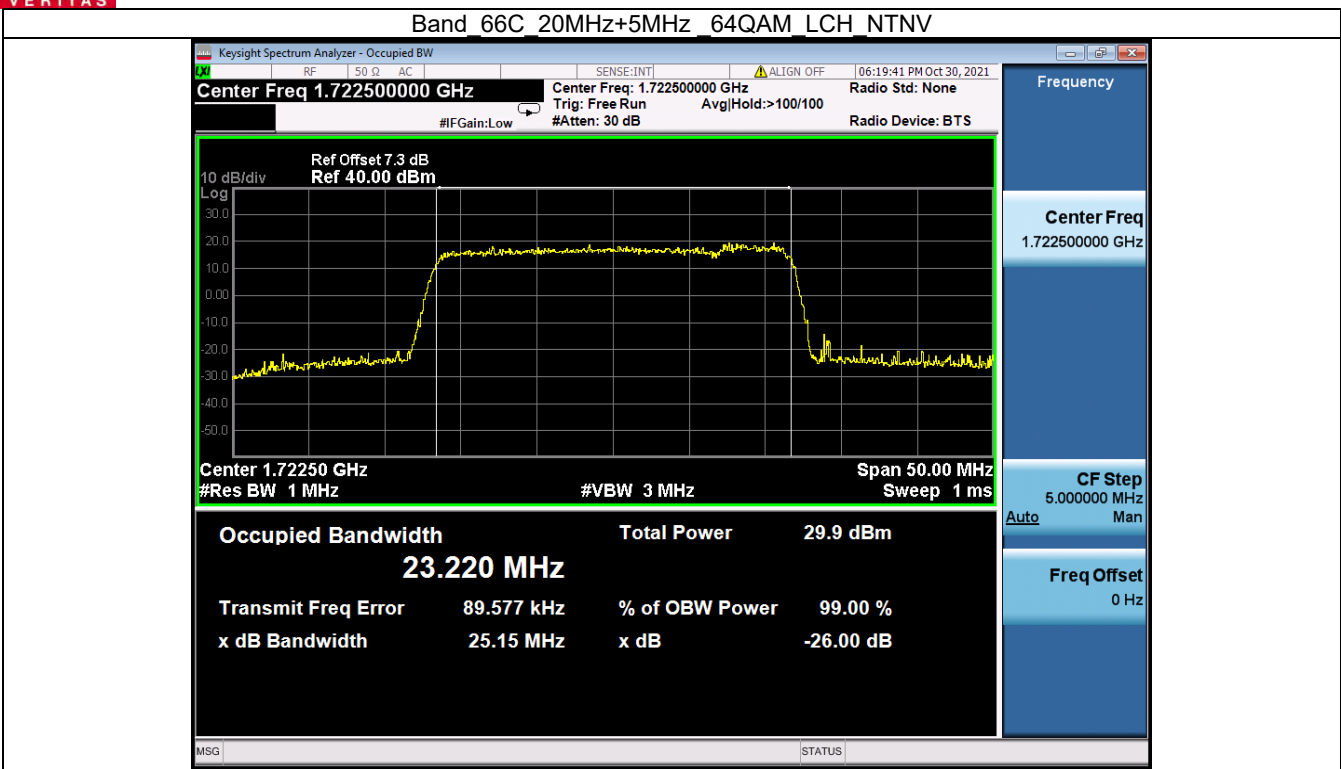 VERITAS
Band_66C_20MHz+5MHz _64QAM_LCH_NTNV
Keysight Spectrum Analyzer - Occupied BW
LXI RF 50 Ω AC SENSE:INT ALIGN OFF 06:19:41 PM Oct 30, 2021
Center Freq 1.722500000 GHz
Center Freq: 1.722500000 GHz
Radio Std: None
Trig: Free Run Avg|Hold:>100/100
#IFGain:Low
#Atten: 30 dB
Radio Device: BTS
Ref Offset 7.3 dB
10 dB/div Ref 40.00 dBm
Log
30.0
20.0
10.0
0.00
-10.0
-20.0
-30.0
-40.0
-50.0
Center 1.72250 GHz Span 50.00 MHz
#Res BW 1 MHz #VBW 3 MHz Sweep 1 ms
Occupied Bandwidth Total Power 29.9 dBm
23.220 MHz
Transmit Freq Error 89.577 kHz % of OBW Power 99.00 %
x dB Bandwidth 25.15 MHz x dB -26.00 dB
MSG STATUS
Frequency
Center Freq
1.722500000 GHz
CF Step
5.000000 MHz
Auto Man
Freq Offset
0 Hz